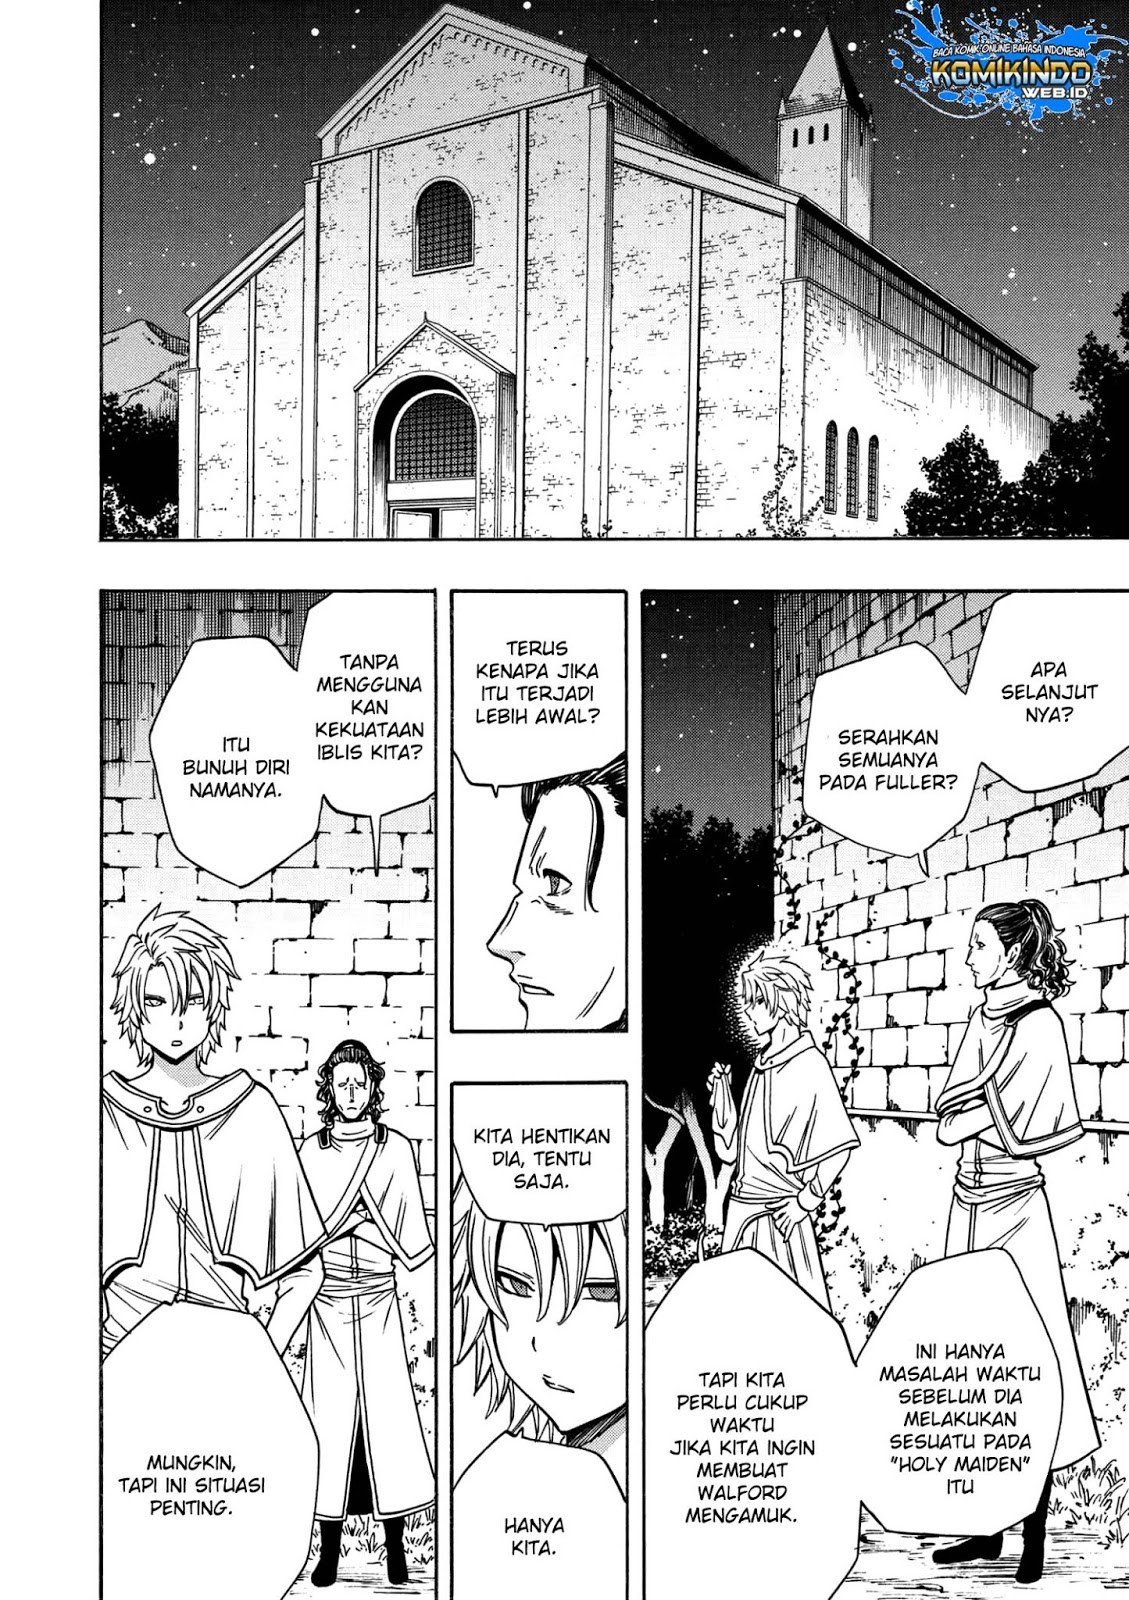 BACA KOMIK ONLINE BAHASA INDONESIA
KOMIKINDO
WEB.ID
APA
SELANJUT
NYA?
SERAHKAN
SEMUANYA
PADA FULLER?
INI HANYA
MASALAH WAKTU
SEBELUM DIA
MELAKUKAN
SESUATU PADA
"HOLY MAIDEN"
ITU
TAPI KITA
PERLU CUKUP
WAKTU
JIKA KITA INGIN
MEMBUAT
WALFORD
MENGAMUK.
TERUS
KENAPA JIKA
ITU TERJADI
LEBIH AWAL?
KITA HENTIKAN
DIA, TENTU
SAJA.
HANYA
KITA.
TANPA
MENGGUNA
KAN
KEKUATAAN
IBLIS KITA?
ITU
BUNUH DIRI
NAMANYA.
MUNGKIN,
TAPI INI SITUASI
PENTING.